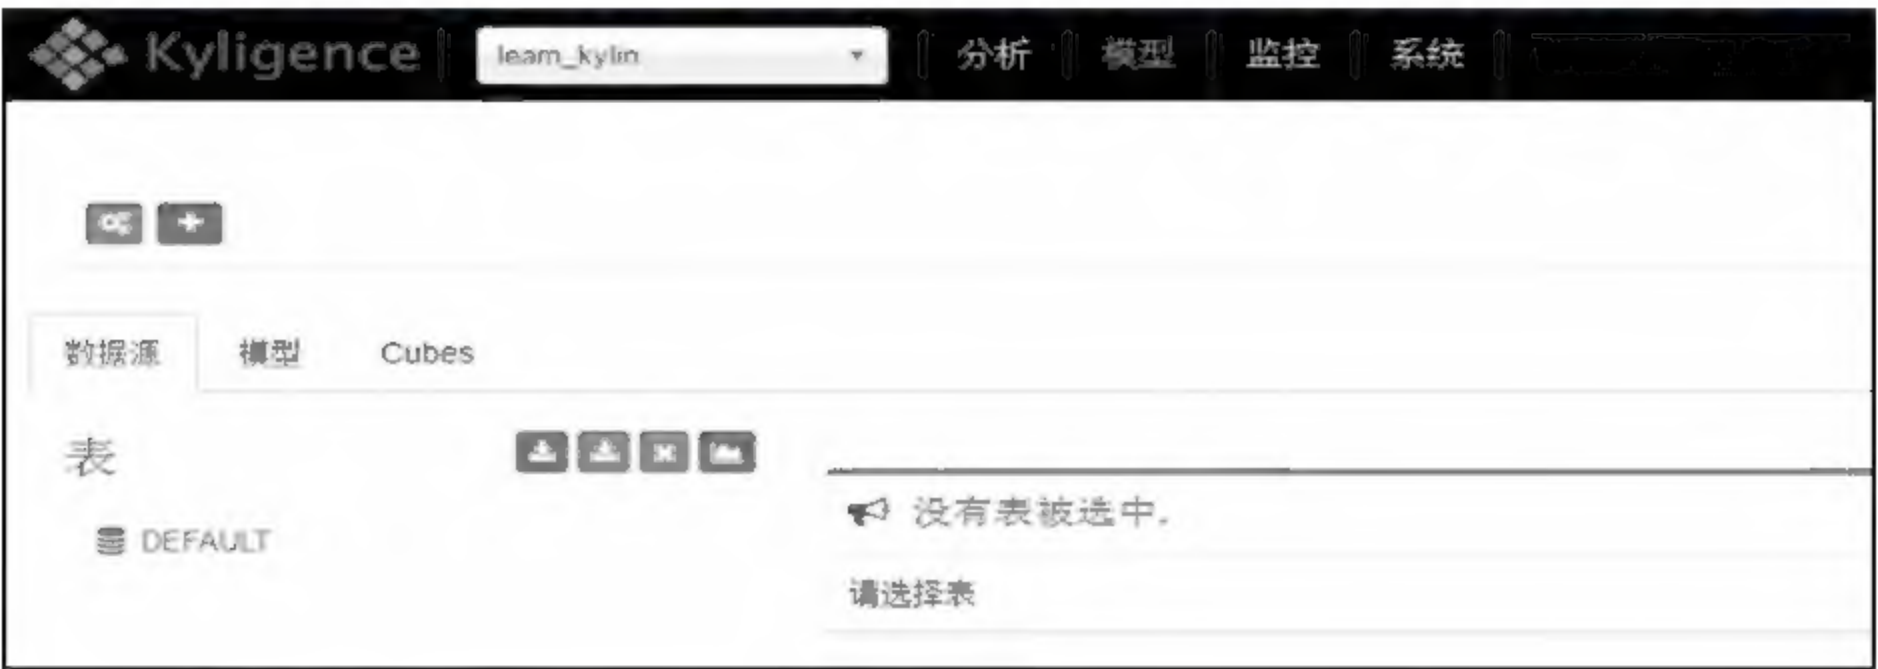 Kyligence learn_kylin 分析 模型 监控 系统
数据源 模型 Cubes
表
DEFAULT
没有表被选中.
请选择表